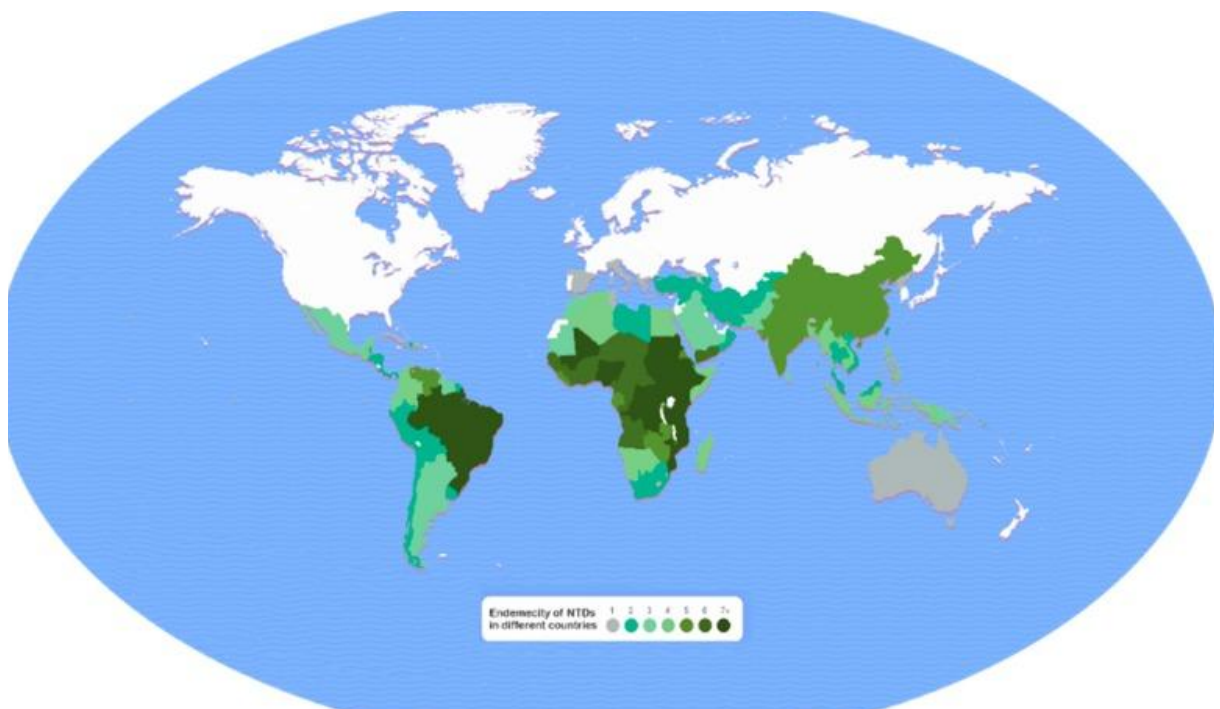 Endemecity of NTDs 1 2 3 4 5 6 7+
in different countries